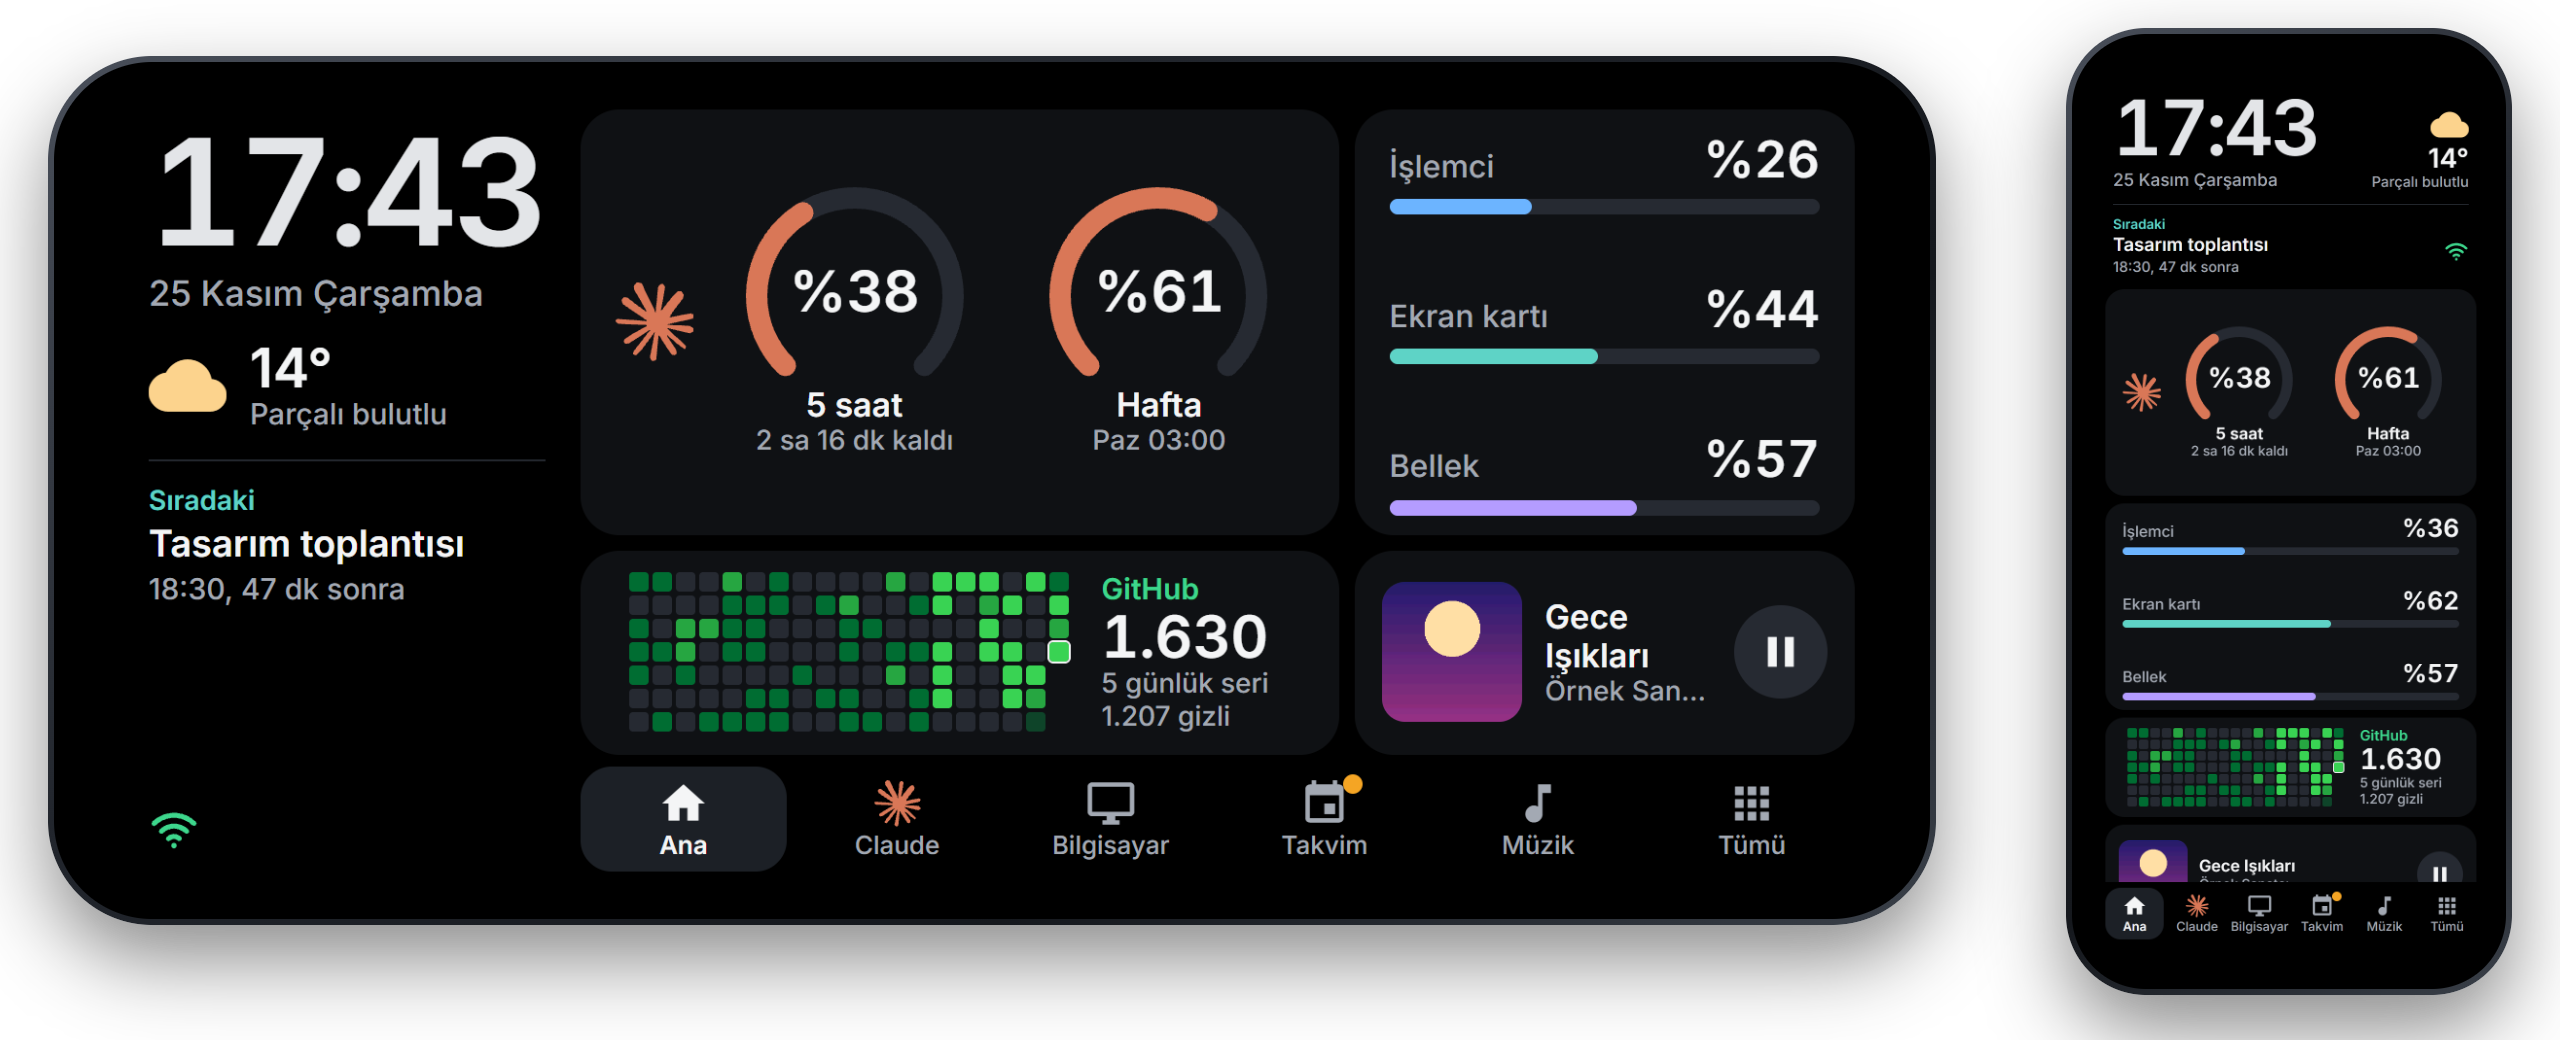 17:43
25 Kasım Çarşamba
14°
Parçalı bulutlu
Sıradaki
Tasarım toplantısı
18:30, 47 dk sonra
%38
5 saat
2 sa 16 dk kaldı
%61
Hafta
Paz 03:00
İşlemci %26
Ekran kartı %44
Bellek %57
GitHub
1.630
5 günlük seri
1.207 gizli
Gece
Işıkları
Örnek San...
Ana Claude Bilgisayar Takvim Müzik Tümü
17:43
25 Kasım Çarşamba
14°
Parçalı bulutlu
Sıradaki
Tasarım toplantısı
18:30, 47 dk sonra
%38
5 saat
2 sa 16 dk kaldı
%61
Hafta
Paz 03:00
İşlemci %36
Ekran kartı %62
Bellek %57
GitHub
1.630
5 günlük seri
1.207 gizli
Gece Işıkları
Ana Claude Bilgisayar Takvim Müzik Tümü